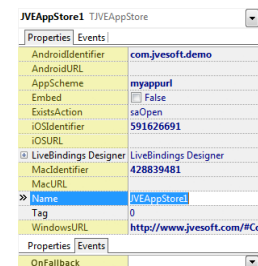 JVEAppStore1 TJVEAppStore
Properties Events
AndroidIdentifier com.jvesoft.demo
AndroidURL
AppScheme myappurl
Embed False
ExistsAction saOpen
iOSIdentifier 591626691
iOSURL
LiveBindings Designer LiveBindings Designer
MacIdentifier 428839481
MacURL
Name JVEAppStore1
Tag 0
WindowsURL http://www.jvesoft.com/#Co
Properties Events
OnFallback